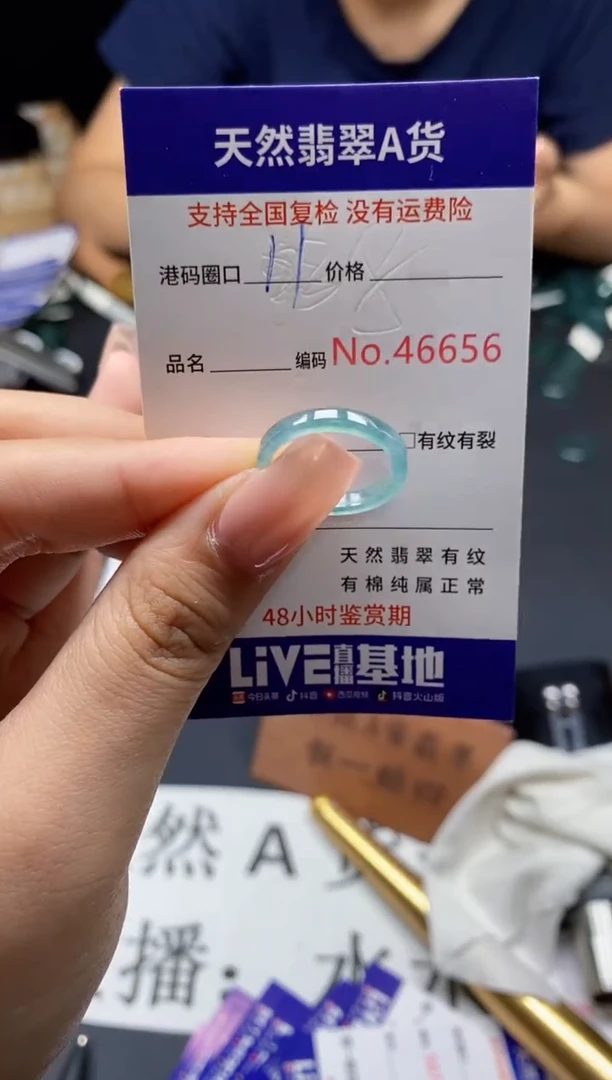 天然翡翠A货
支持全国复检 没有运费险
港码圈口 11 价格
品名 编码 No.46656
□有纹有裂
天然翡翠有纹
有棉纯属正常
48小时鉴赏期
LiVE直播基地
今日头条 抖音 西瓜视频 抖音火山版
然 A 货
播：水